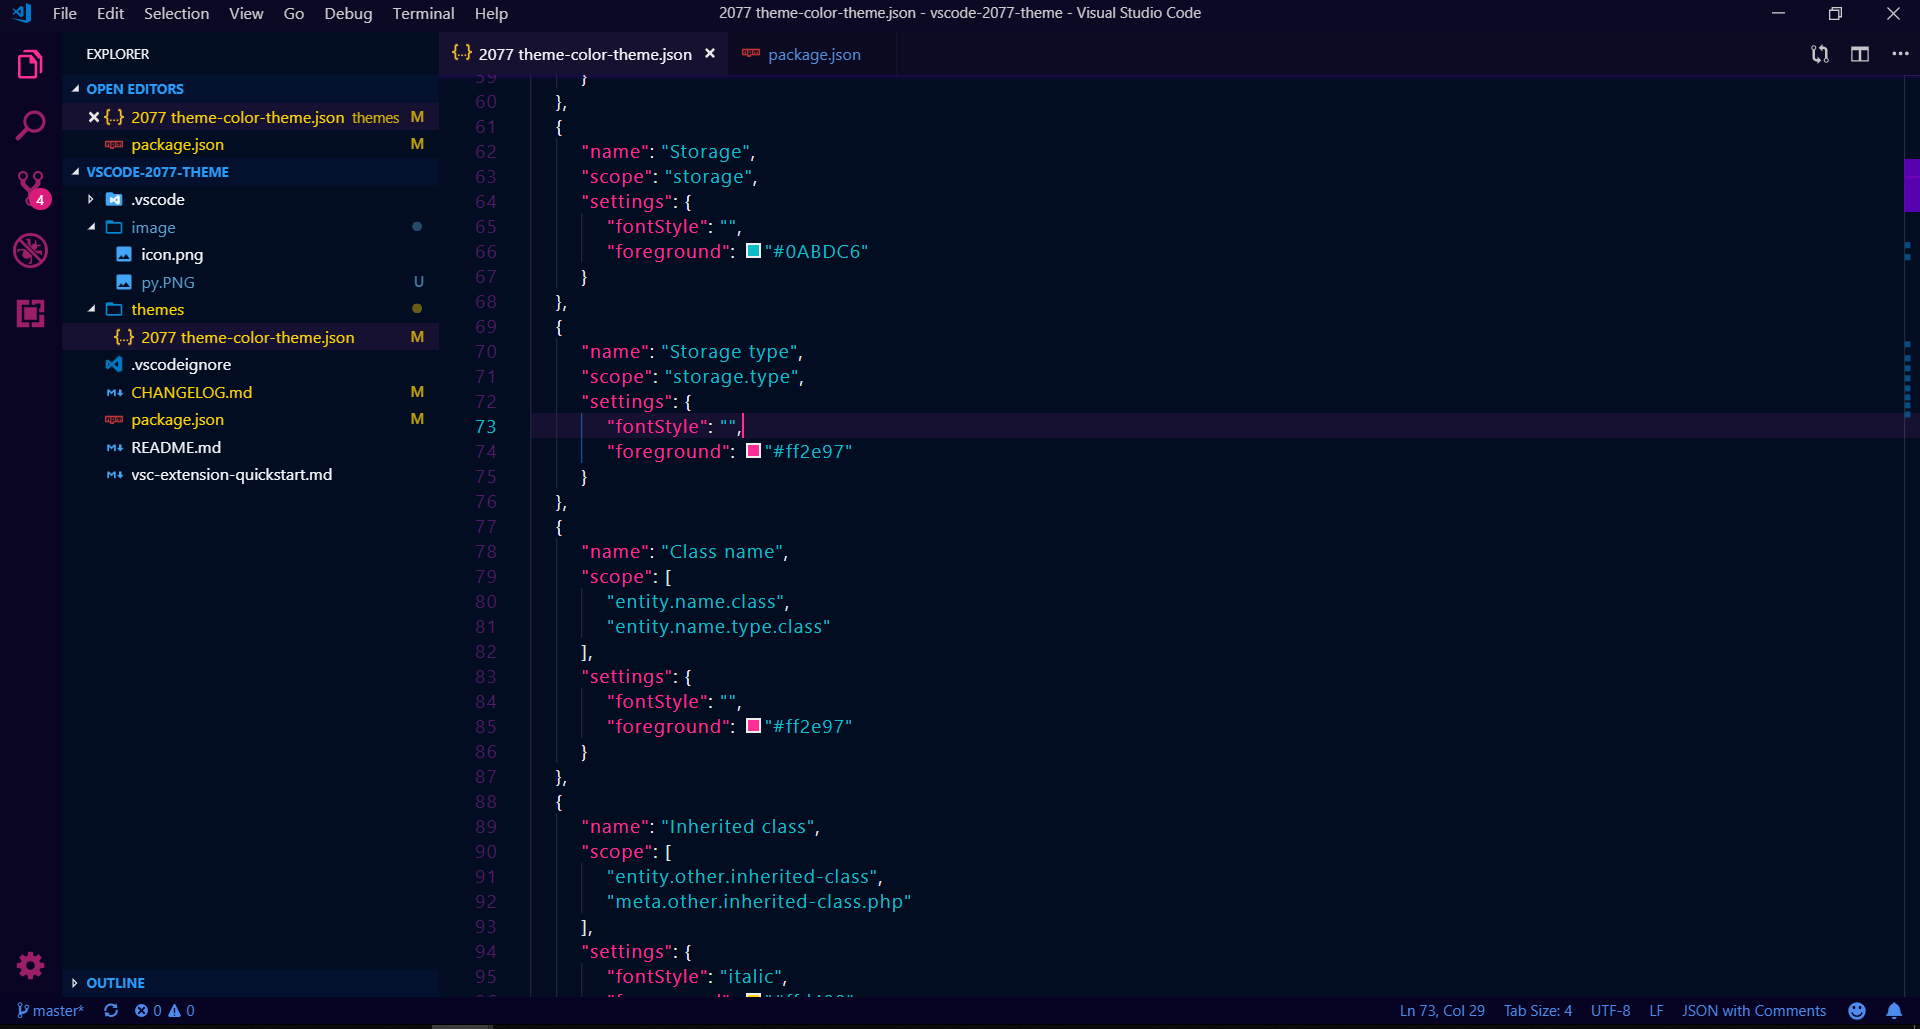 File Edit Selection View Go Debug Terminal Help
2077 theme-color-theme.json - vscode-2077-theme - Visual Studio Code
EXPLORER
OPEN EDITORS
2077 theme-color-theme.json themes M
package.json M
VSCODE-2077-THEME
.vscode
image
icon.png
py.PNG U
themes
{..} 2077 theme-color-theme.json M
.vscodeignore
CHANGELOG.md M
package.json M
README.md
vsc-extension-quickstart.md
OUTLINE
4
{..} 2077 theme-color-theme.json
package.json
59 }
60 },
61 {
62 "name": "Storage",
63 "scope": "storage",
64 "settings": {
65 "fontStyle": "",
66 "foreground": "#0ABDC6"
67 }
68 },
69 {
70 "name": "Storage type",
71 "scope": "storage.type",
72 "settings": {
73 "fontStyle": "",
74 "foreground": "#ff2e97"
75 }
76 },
77 {
78 "name": "Class name",
79 "scope": [
80 "entity.name.class",
81 "entity.name.type.class"
82 ],
83 "settings": {
84 "fontStyle": "",
85 "foreground": "#ff2e97"
86 }
87 },
88 {
89 "name": "Inherited class",
90 "scope": [
91 "entity.other.inherited-class",
92 "meta.other.inherited-class.php"
93 ],
94 "settings": {
95 "fontStyle": "italic",
master* 0 0
Ln 73, Col 29 Tab Size: 4 UTF-8 LF JSON with Comments